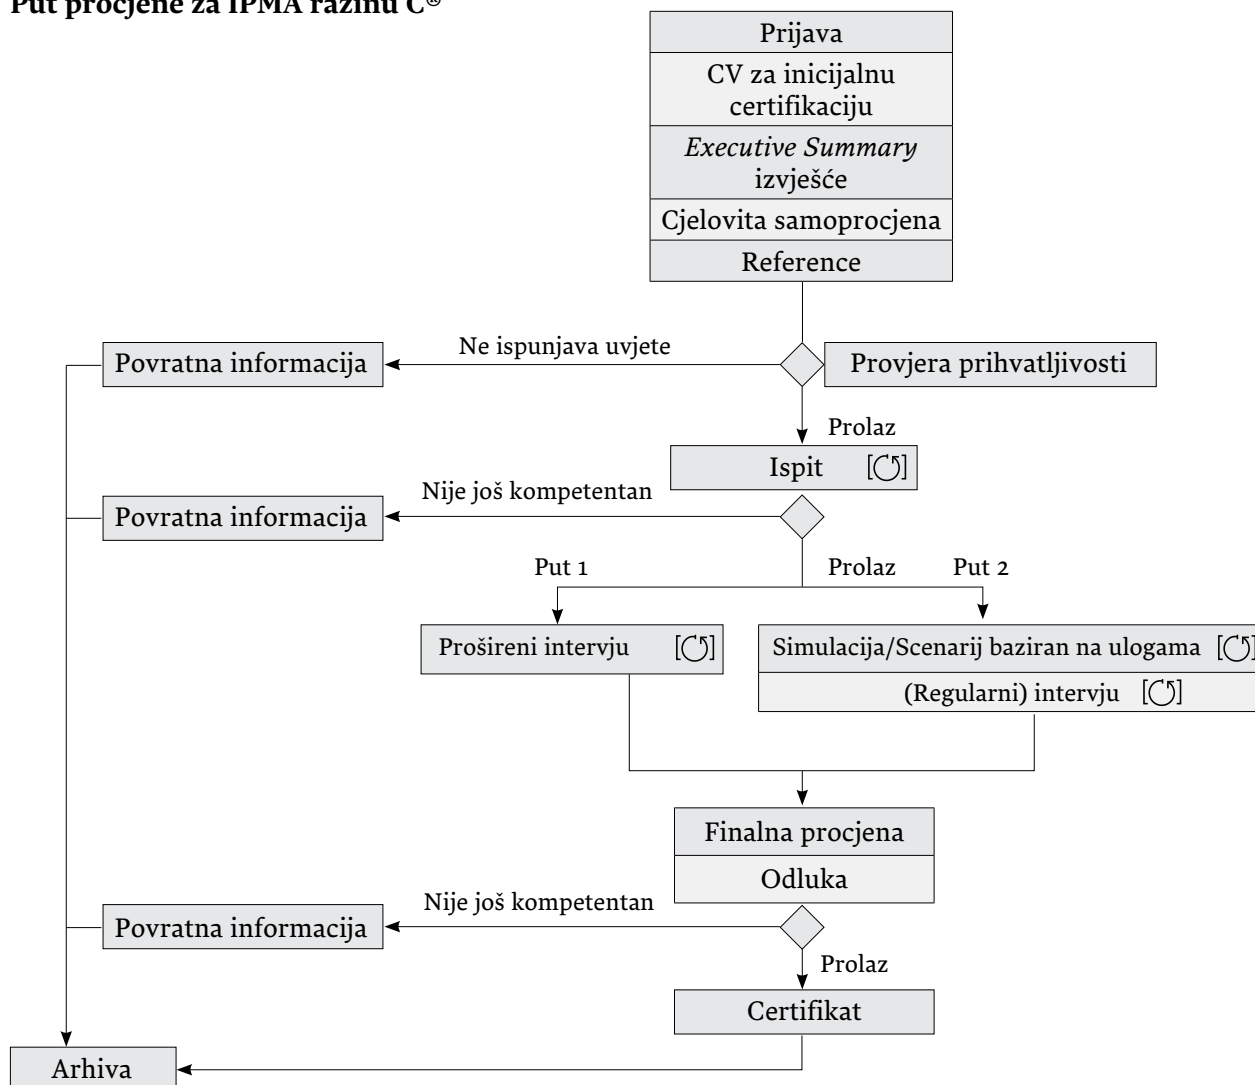 Put procjene za IPMA razinu C®
Prijava
CV za inicijalnu
certifikaciju
Executive Summary
izvješće
Cjelovita samoprocjena
Reference
Ne ispunjava uvjete
Povratna informacija
Provjera prihvatljivosti
Prolaz
Ispit
Nije još kompetentan
Povratna informacija
Put 1
Prolaz
Put 2
Prošireni intervju
Simulacija/Scenarij baziran na ulogama
(Regularni) intervju
Finalna procjena
Odluka
Nije još kompetentan
Povratna informacija
Prolaz
Certifikat
Arhiva